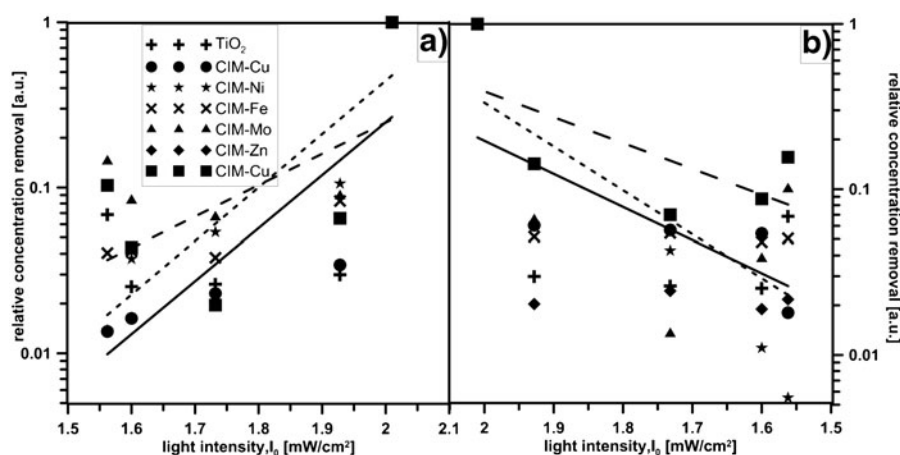 1
a)
b)
1
TiO2
CIM-Cu
CIM-Ni
CIM-Fe
CIM-Mo
CIM-Zn
CIM-Cu
relative concentration removal [a.u.]
0.1
0.01
1.5 1.6 1.7 1.8 1.9 2 2.1
light intensity,I0 [mW/cm²]
2 1.9 1.8 1.7 1.6 1.5
light intensity,I0 [mW/cm²]
0.1
0.01
relative concentration removal [a.u.]